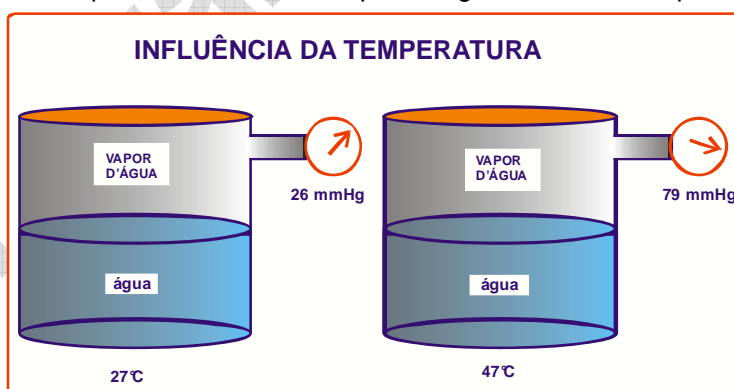 INFLUÊNCIA DA TEMPERATURA
VAPOR
D'ÁGUA
26 mmHg
água
27°C
VAPOR
D'ÁGUA
79 mmHg
água
47°C